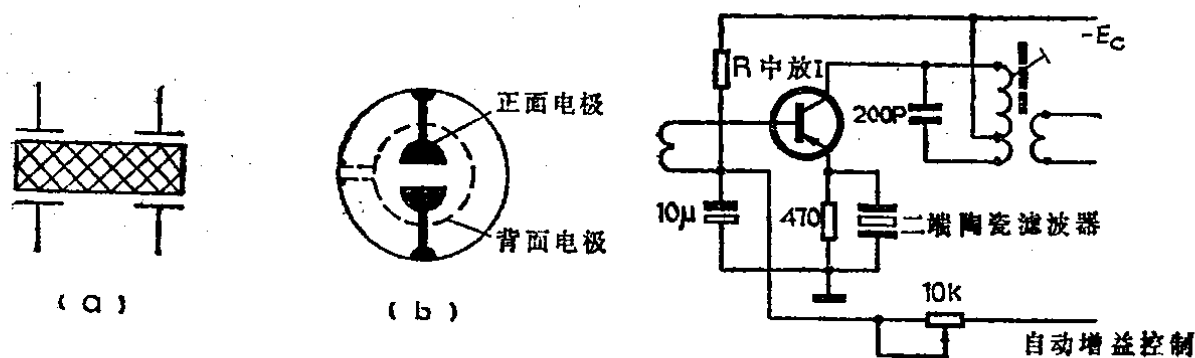 正面电极
背面电极
( a )
( b )
R
中放I
-Ec
200P
10μ
470
二端陶瓷滤波器
10K
自动增益控制